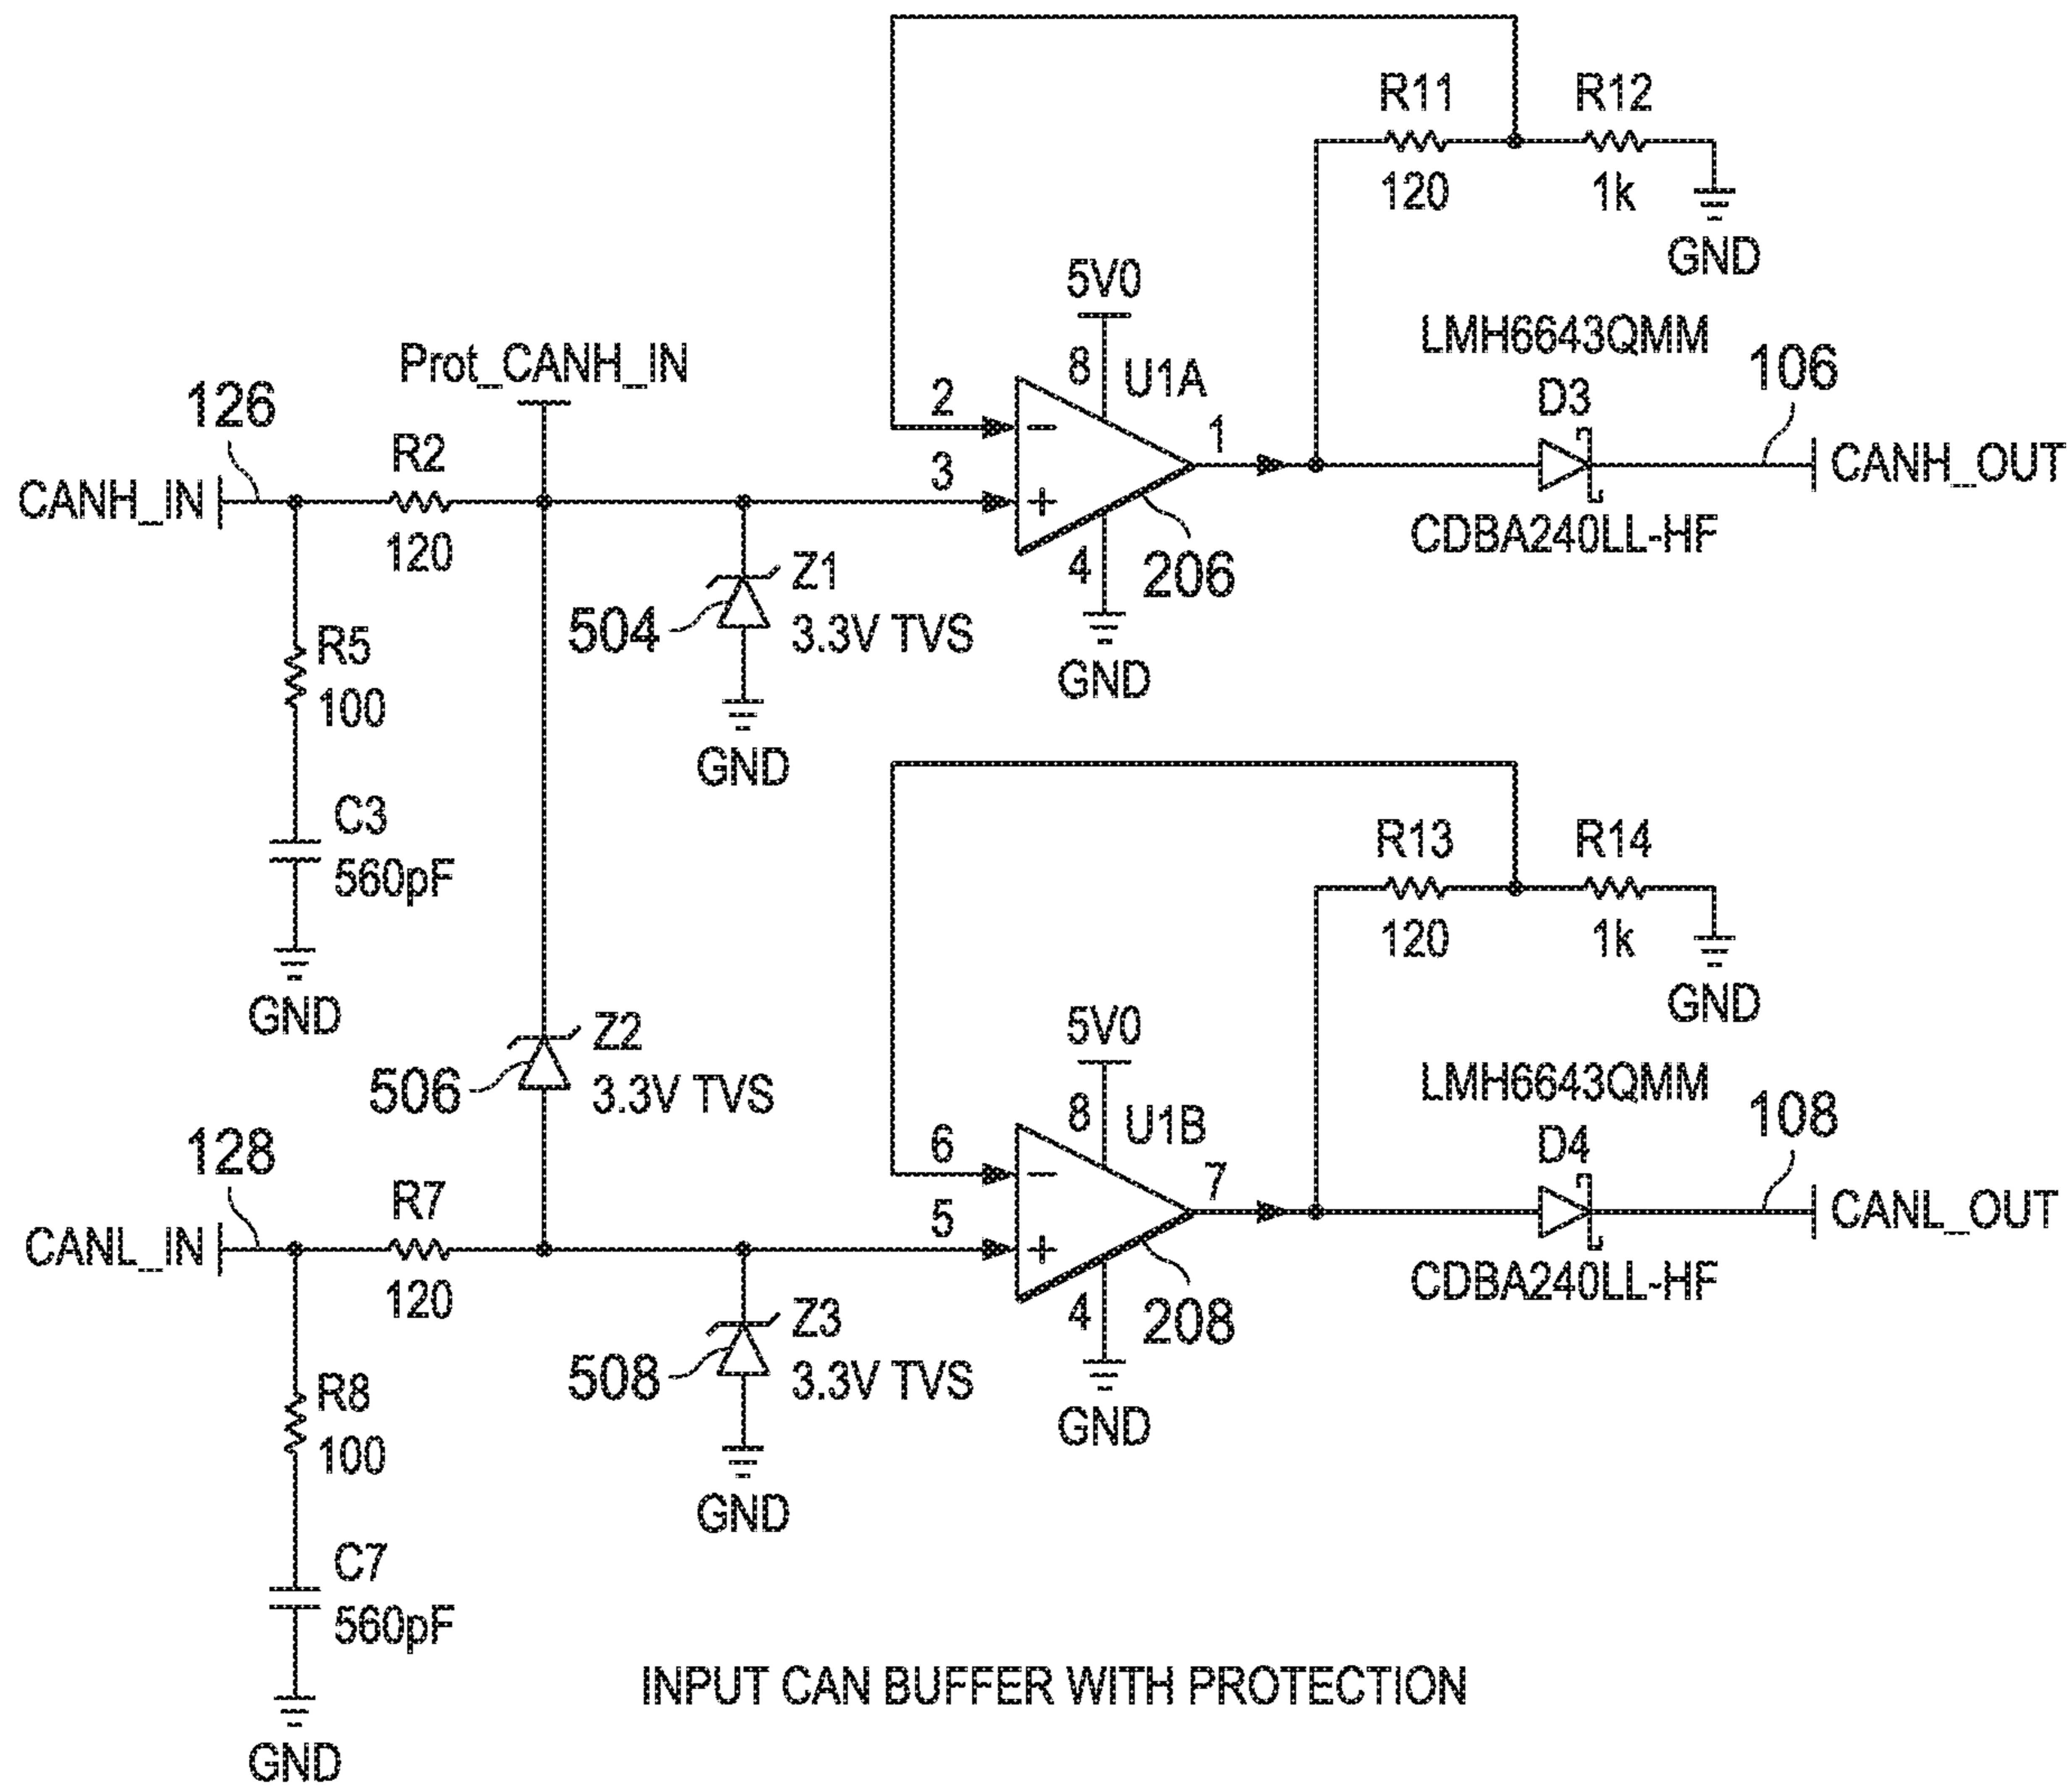 R11
R12
120
1k
GND
5V0
LMH6643QMM
8
U1A
Prot_CANH_IN
106
126
2
1
D3
R2
3
CANH_IN
CANH_OUT
120
CDBA240LL-HF
4
206
Z1
504
3.3V TVS
R5
100
GND
GND
C3
560pF
R13
R14
120
1k
GND
GND
5V0
Z2
506
3.3V TVS
LMH6643QMM
8
U1B
108
128
6
7
D4
R7
5
CANL_IN
CANL_OUT
120
CDBA240LL-HF
4
208
Z3
508
3.3V TVS
R8
100
GND
GND
C7
560pF
INPUT CAN BUFFER WITH PROTECTION
GND